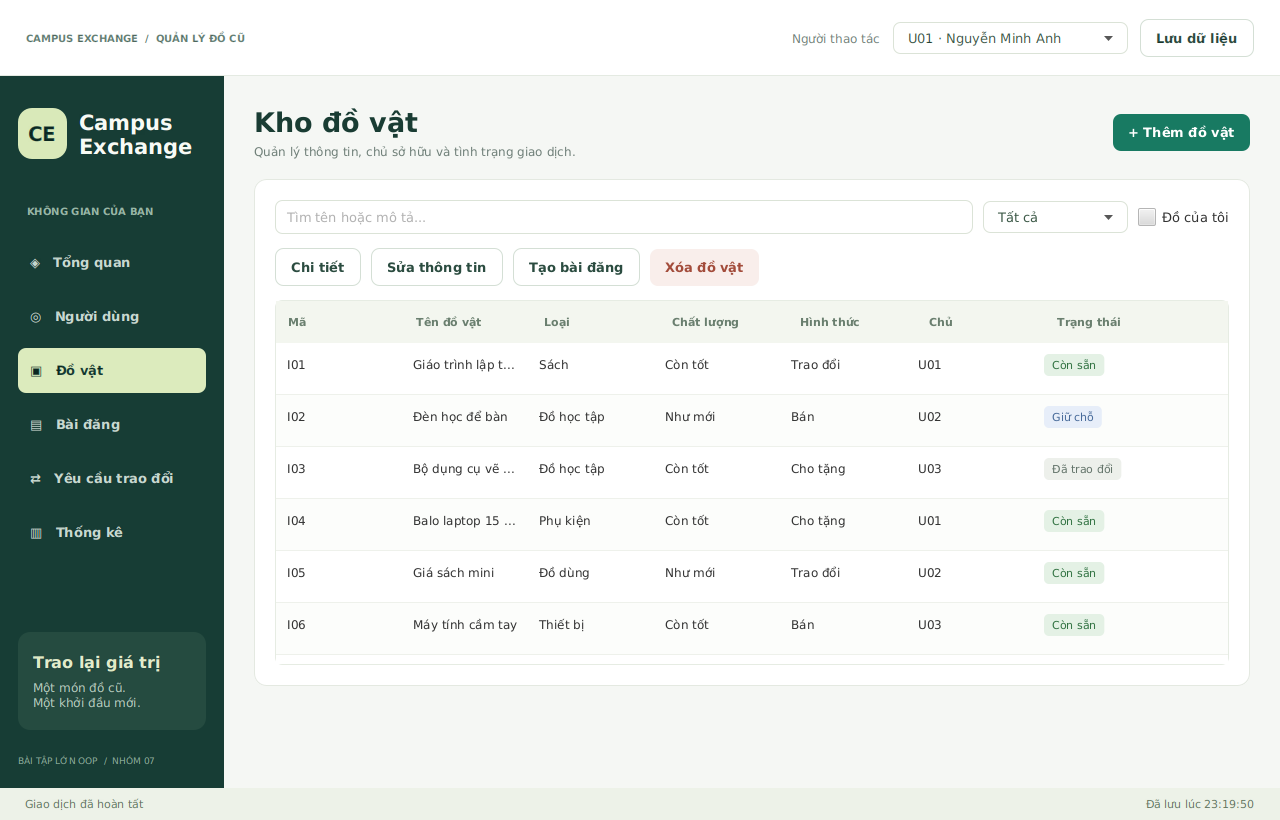 CAMPUS EXCHANGE / QUẢN LÝ ĐỒ CŨ
Người thao tác
U01 · Nguyễn Minh Anh
Lưu dữ liệu
CE
Campus
Exchange
KHÔNG GIAN CỦA BẠN
Tổng quan
Người dùng
Đồ vật
Bài đăng
Yêu cầu trao đổi
Thống kê
Trao lại giá trị
Một món đồ cũ.
Một khởi đầu mới.
BÀI TẬP LỚN OOP / NHÓM 07
Kho đồ vật
Quản lý thông tin, chủ sở hữu và tình trạng giao dịch.
+ Thêm đồ vật
Tìm tên hoặc mô tả...
Tất cả
Đồ của tôi
Chi tiết
Sửa thông tin
Tạo bài đăng
Xóa đồ vật
Mã Tên đồ vật Loại Chất lượng Hình thức Chủ Trạng thái
I01 Giáo trình lập t... Sách Còn tốt Trao đổi U01 Còn sẵn
I02 Đèn học để bàn Đồ học tập Như mới Bán U02 Giữ chỗ
I03 Bộ dụng cụ vẽ ... Đồ học tập Còn tốt Cho tặng U03 Đã trao đổi
I04 Balo laptop 15 ... Phụ kiện Còn tốt Cho tặng U01 Còn sẵn
I05 Giá sách mini Đồ dùng Như mới Trao đổi U02 Còn sẵn
I06 Máy tính cầm tay Thiết bị Còn tốt Bán U03 Còn sẵn
Giao dịch đã hoàn tất
Đã lưu lúc 23:19:50